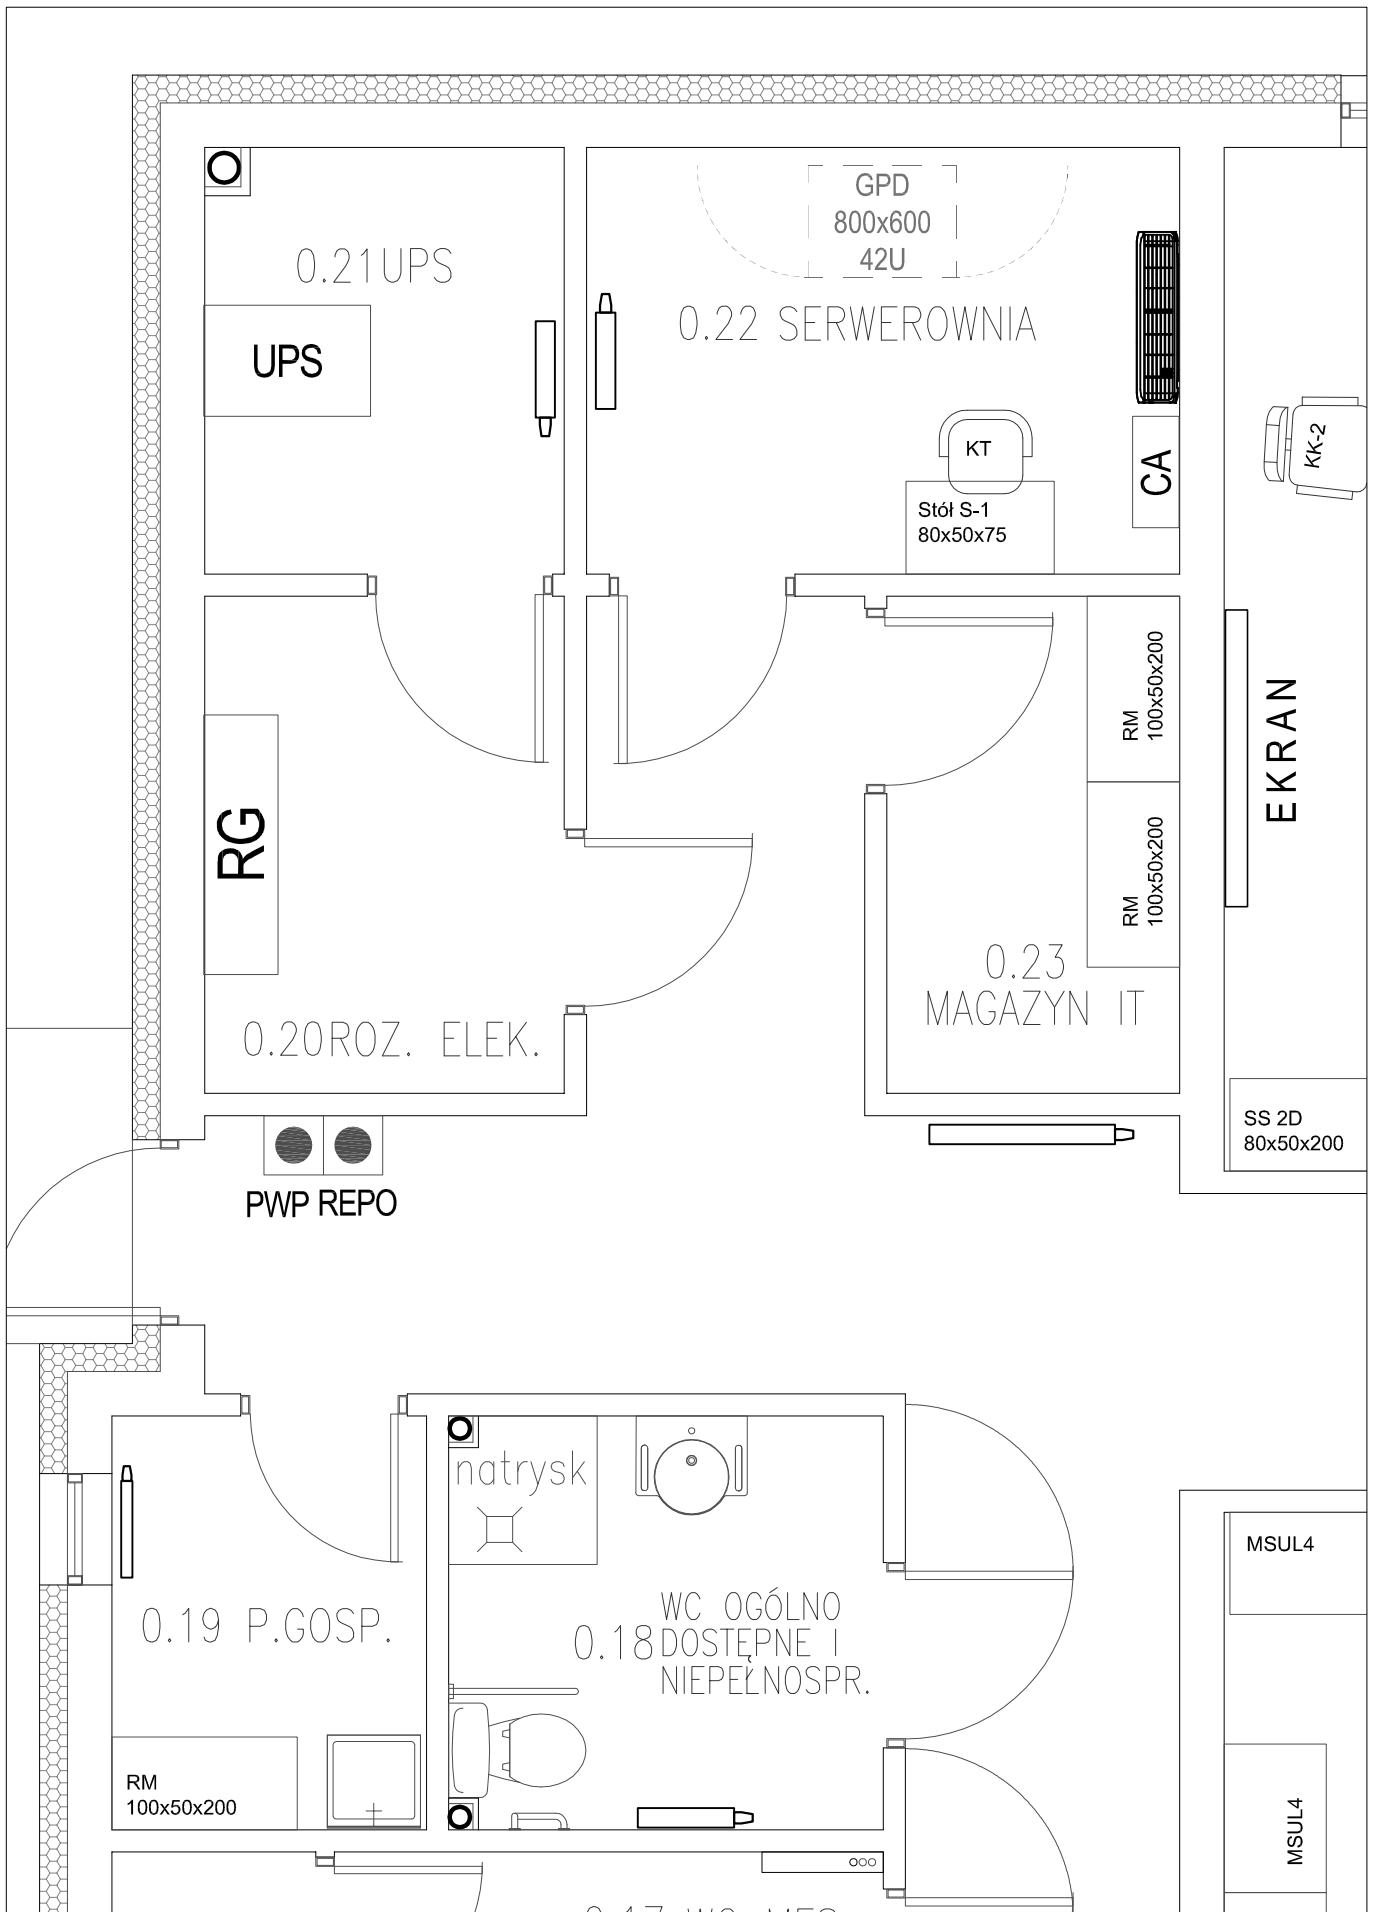 GPD
800x600
42U
0.21UPS
0.22 SERWEROWNIA
UPS
KT
KK-2
CA
Stół S-1
80x50x75
RM
100x50x200
EKRAN
RG
RM
100x50x200
0.23
MAGAZYN IT
0.20ROZ. ELEK.
SS 2D
80x50x200
PWP REPO
natrysk
MSUL4
WC OGÓLNO
0.19 P.GOSP.
0.18 DOSTĘPNE I
NIEPEŁNOSPR.
RM
100x50x200
MSUL4